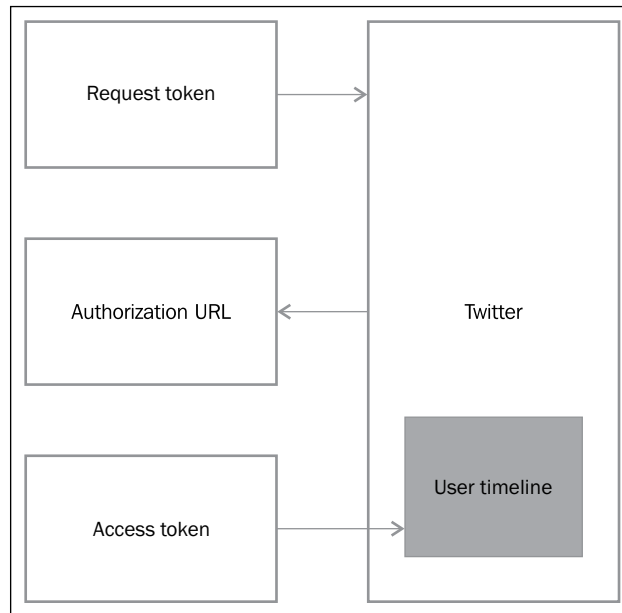 Request token
Authorization URL
Twitter
User timeline
Access token